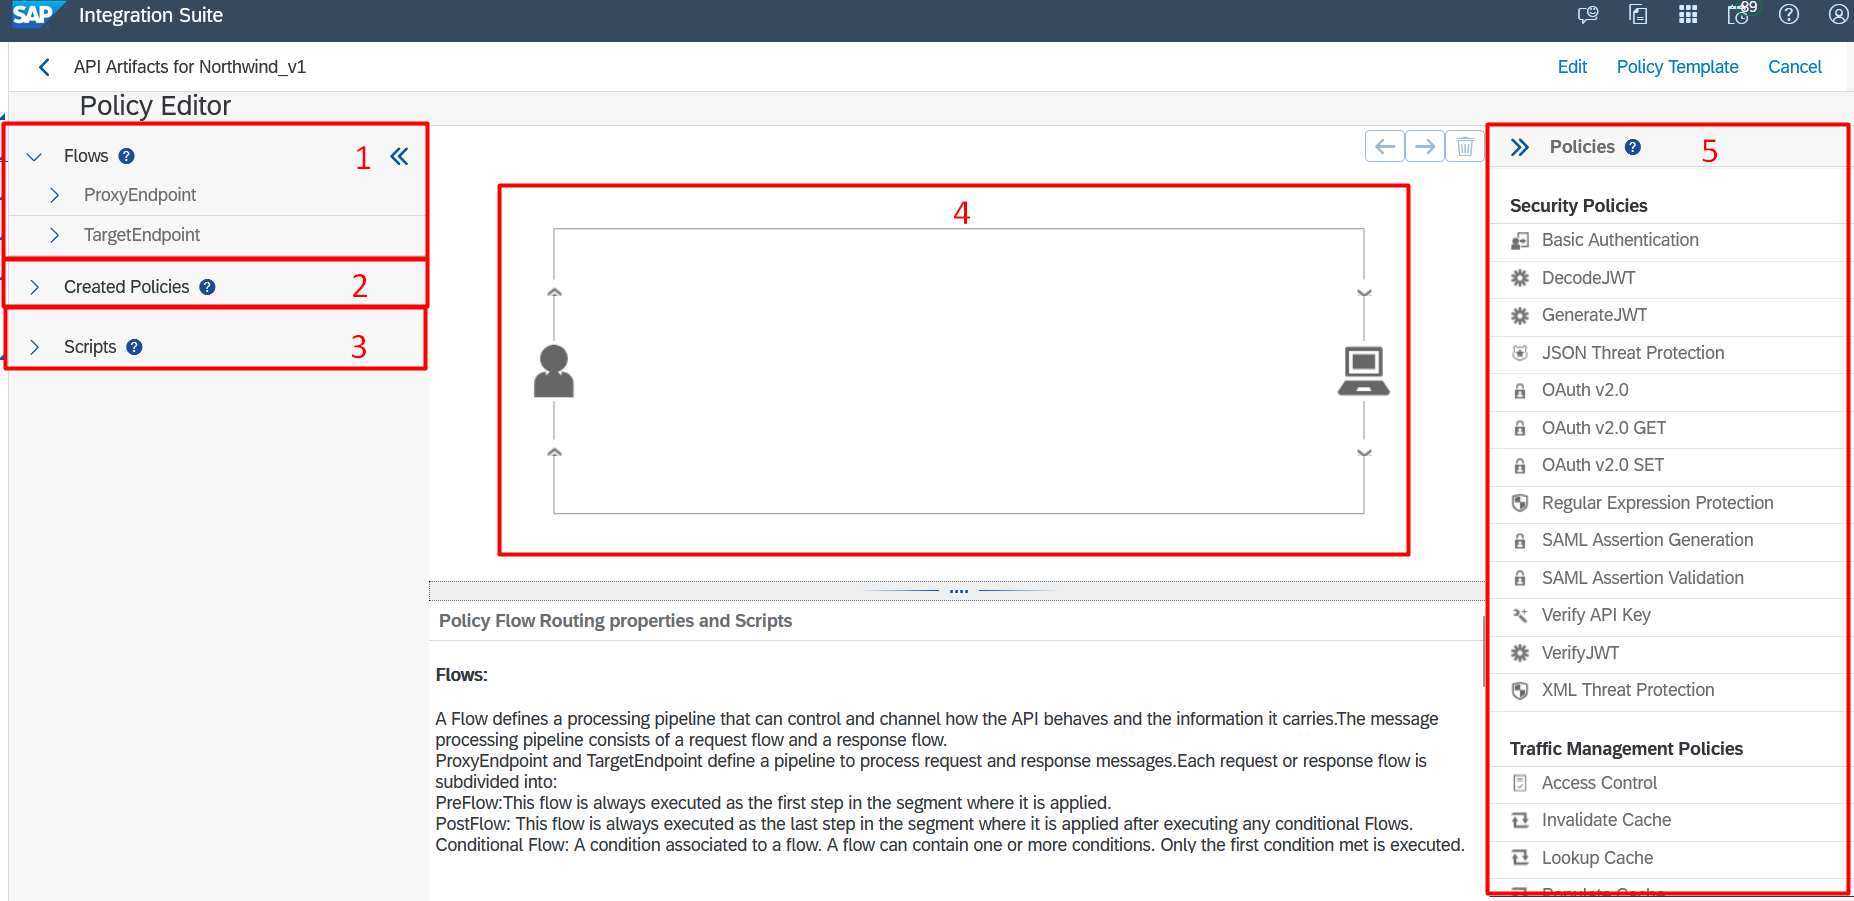 SAP Integration Suite 89
API Artifacts for Northwind_v1 Edit Policy Template Cancel
Policy Editor
Flows ? 1
ProxyEndpoint
TargetEndpoint
Created Policies ? 2
Scripts ? 3
4
Policy Flow Routing properties and Scripts
Flows:
A Flow defines a processing pipeline that can control and channel how the API behaves and the information it carries.The message
processing pipeline consists of a request flow and a response flow.
ProxyEndpoint and TargetEndpoint define a pipeline to process request and response messages.Each request or response flow is
subdivided into:
PreFlow:This flow is always executed as the first step in the segment where it is applied.
PostFlow: This flow is always executed as the last step in the segment where it is applied after executing any conditional Flows.
Conditional Flow: A condition associated to a flow. A flow can contain one or more conditions. Only the first condition met is executed.
Policies ? 5
Security Policies
Basic Authentication
DecodeJWT
GenerateJWT
JSON Threat Protection
OAuth v2.0
OAuth v2.0 GET
OAuth v2.0 SET
Regular Expression Protection
SAML Assertion Generation
SAML Assertion Validation
Verify API Key
VerifyJWT
XML Threat Protection
Traffic Management Policies
Access Control
Invalidate Cache
Lookup Cache
Populate Cache